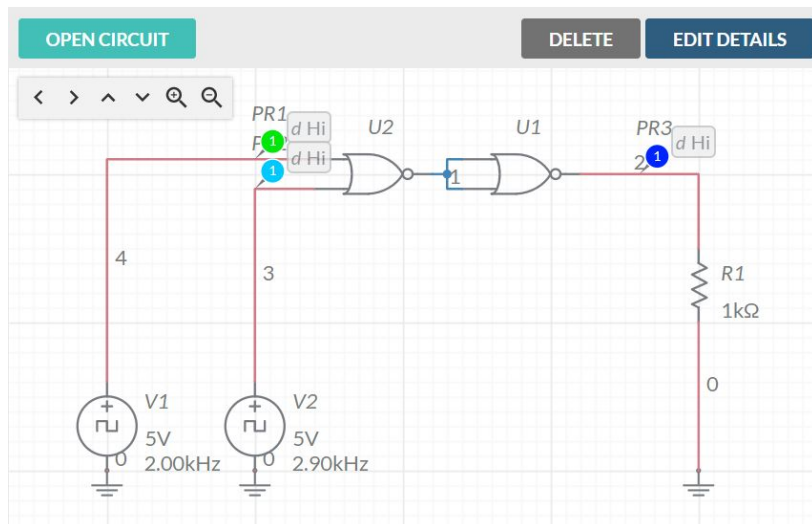 OPEN CIRCUIT
DELETE
EDIT DETAILS
PR1
d Hi
1
d Hi
1
U2
1
U1
PR3
d Hi
2
1
4
3
R1
1kΩ
0
V1
5V
2.00kHz
0
V2
5V
2.90kHz
0